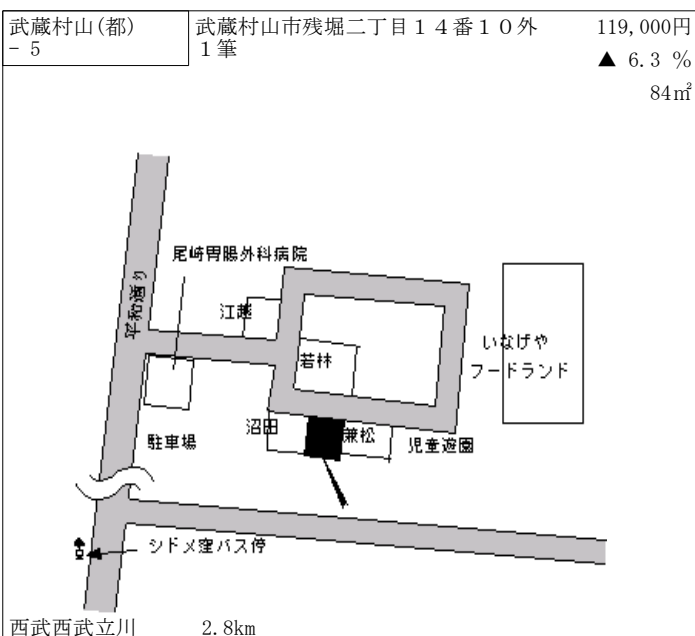 武蔵村山(都)
- 5
武蔵村山市残堀二丁目１４番１０外
１筆
119,000円
▲ 6.3 %
84㎡
尾崎胃腸外科病院
平和通り
江越
若林
いなげや
フードランド
沼田
兼松
児童遊園
駐車場
シドメ窪バス停
西武西武立川 2.8km